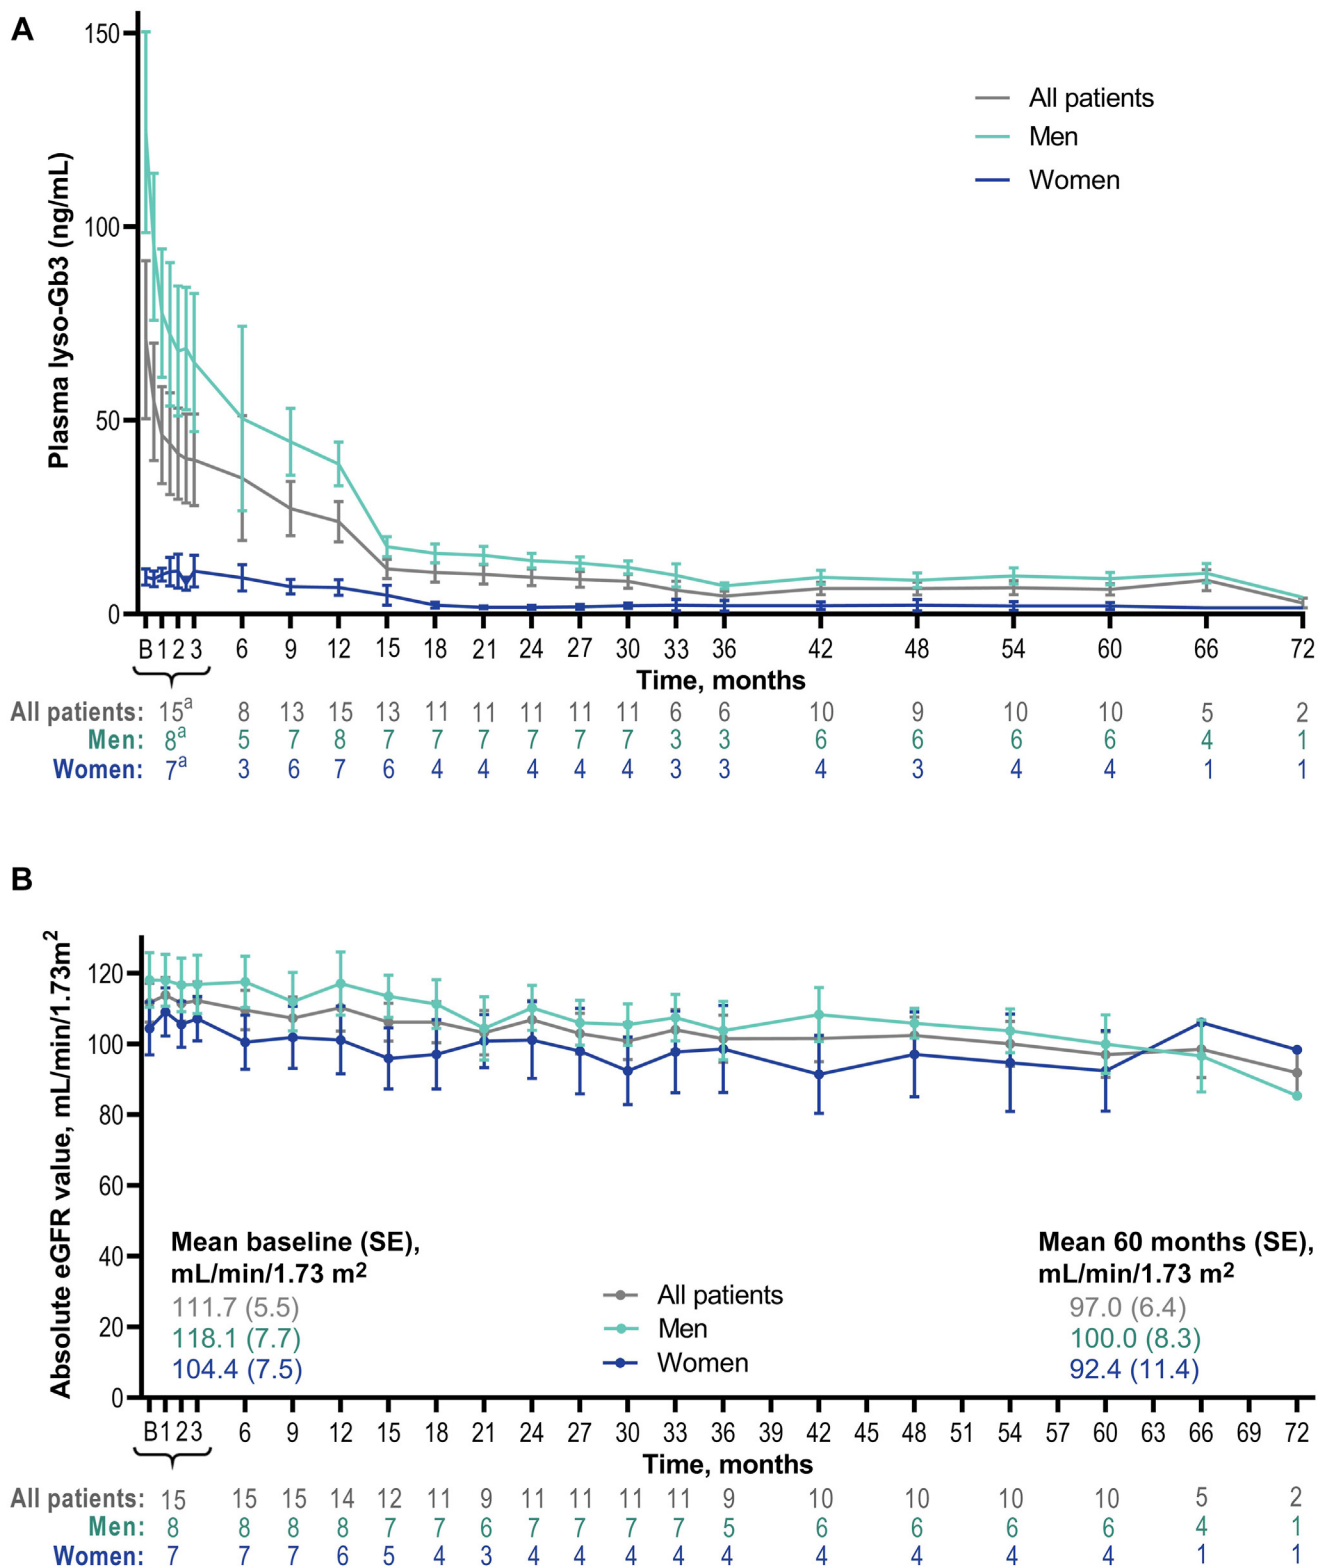 A
150
100
50
0
Plasma lyso-Gb3 (ng/mL)
All patients
Men
Women
B 1 2 3 6 9 12 15 18 21 24 27 30 33 36 42 48 54 60 66 72
Time, months
All patients: 15a 8 13 15 13 11 11 11 11 11 6 6 10 9 10 10 5 2
Men: 8a 5 7 8 7 7 7 7 7 7 3 3 6 6 6 6 4 1
Women: 7a 3 6 7 6 4 4 4 4 4 3 3 4 3 4 4 1 1
B
120
100
80
60
40
20
0
Absolute eGFR value, mL/min/1.73m2
Mean baseline (SE),
mL/min/1.73 m2
111.7 (5.5)
118.1 (7.7)
104.4 (7.5)
All patients
Men
Women
Mean 60 months (SE),
mL/min/1.73 m2
97.0 (6.4)
100.0 (8.3)
92.4 (11.4)
B 1 2 3 6 9 12 15 18 21 24 27 30 33 36 39 42 45 48 51 54 57 60 63 66 69 72
Time, months
All patients: 15 15 15 14 12 11 9 11 11 11 11 9 10 10 10 10 5 2
Men: 8 8 8 8 7 7 6 7 7 7 7 5 6 6 6 6 4 1
Women: 7 7 7 6 5 4 3 4 4 4 4 4 4 4 4 4 1 1